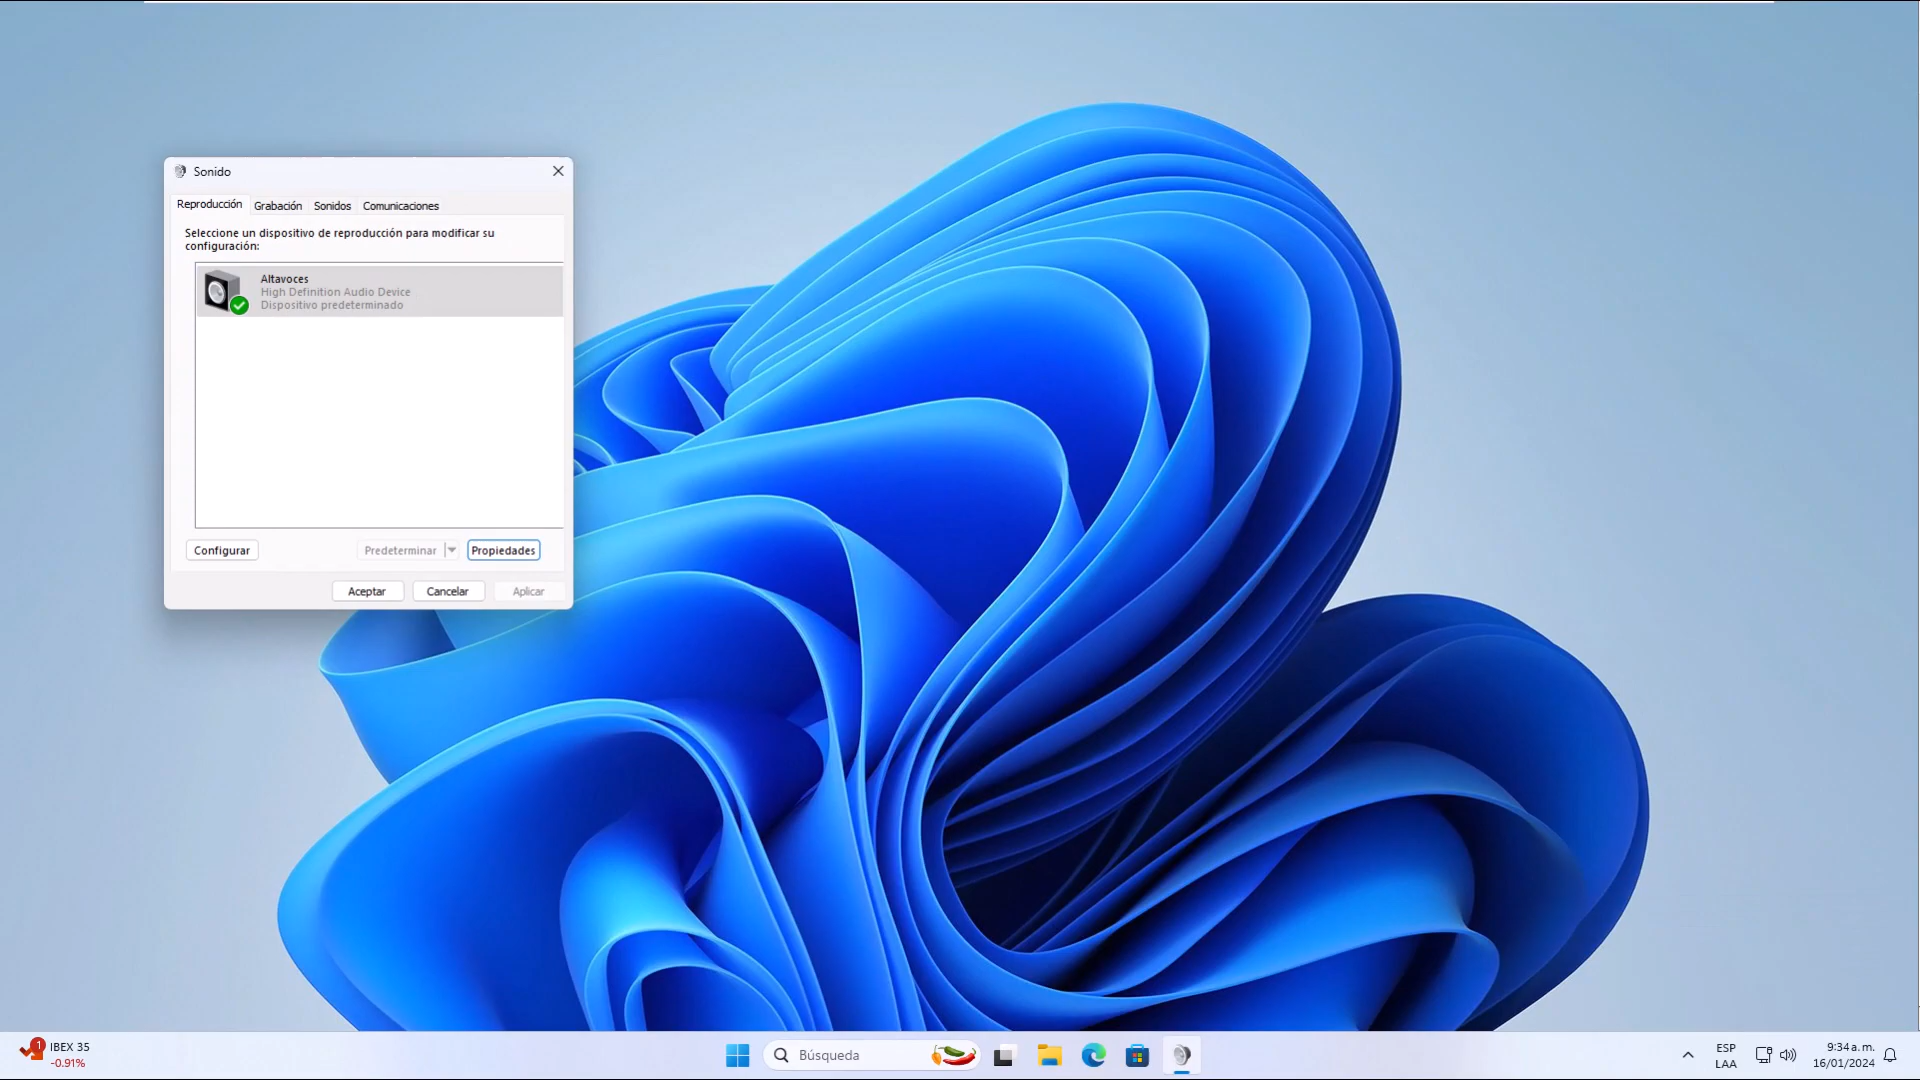 Sonido
Reproducción
Grabación
Sonidos
Comunicaciones
Seleccione un dispositivo de reproducción para modificar su
configuración:
Altavoces
High Definition Audio Device
Dispositivo predeterminado
Configurar
Predeterminar
Propiedades
Aceptar
Cancelar
Aplicar
1
IBEX 35
-0.91%
Búsqueda
ESP
LAA
9:34 a. m.
16/01/2024